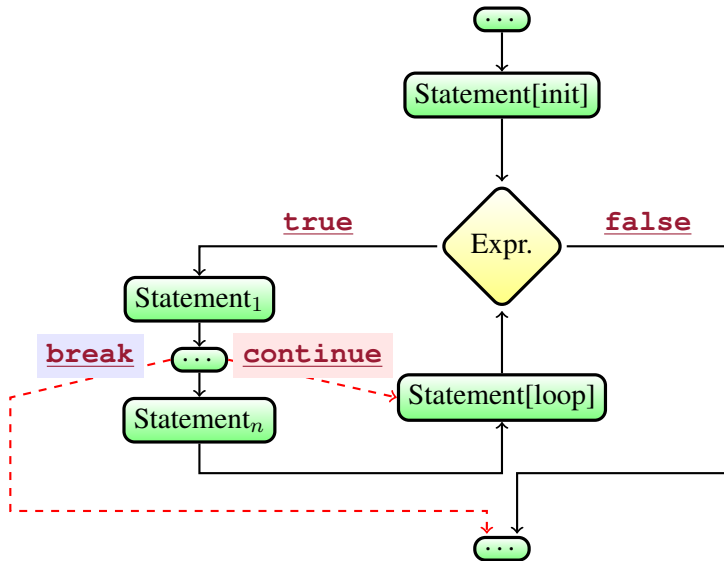 ...
Statement[init]
true
false
Expr.
Statement₁
break
...
continue
Statement[loop]
Statementₙ
...